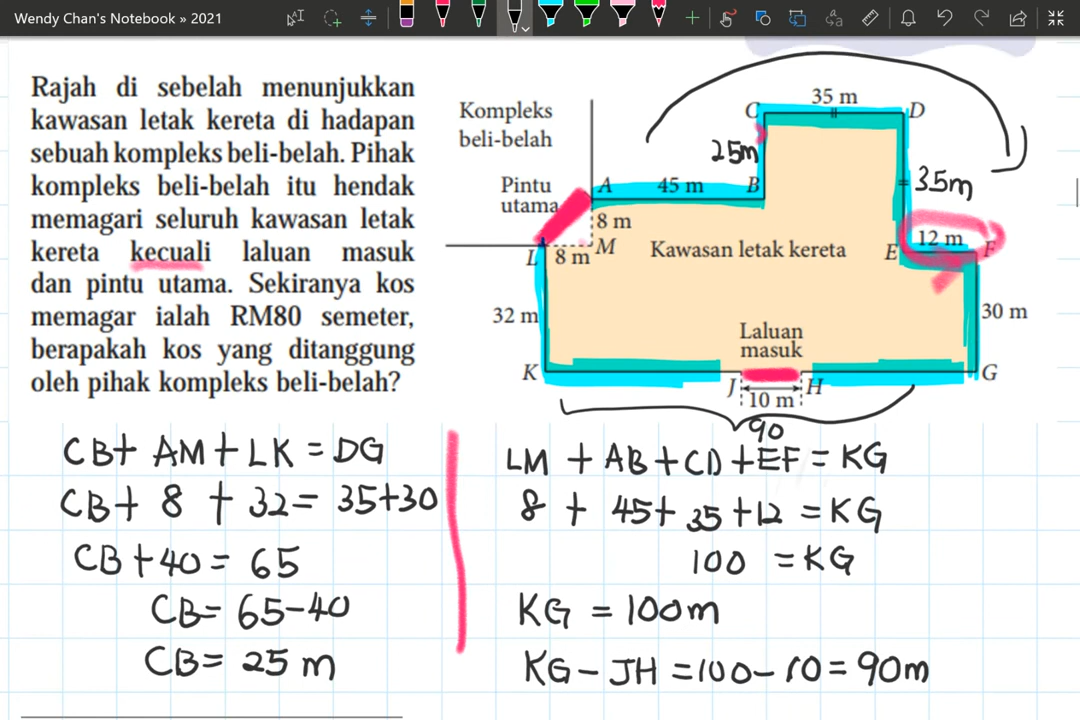 Wendy Chan's Notebook » 2021
Rajah di sebelah menunjukkan
kawasan letak kereta di hadapan
sebuah kompleks beli-belah. Pihak
kompleks beli-belah itu hendak
memagari seluruh kawasan letak
kereta kecuali laluan masuk
dan pintu utama. Sekiranya kos
memagar ialah RM80 semeter,
berapakah kos yang ditanggung
oleh pihak kompleks beli-belah?
Kompleks
beli-belah
Pintu
utama
35 m
C
D
25m
A
45 m
B
35m
8 m
M
Kawasan letak kereta
E
12 m
F
L
8 m
32 m
30 m
Laluan
masuk
K
J
H
G
10 m
90
CB + AM + LK = DG
CB + 8 + 32 = 35+30
CB + 40 = 65
CB = 65-40
CB = 25 m
LM + AB + CD + EF = KG
8 + 45 + 35 + 12 = KG
100 = KG
KG = 100m
KG - JH = 100 - 10 = 90m